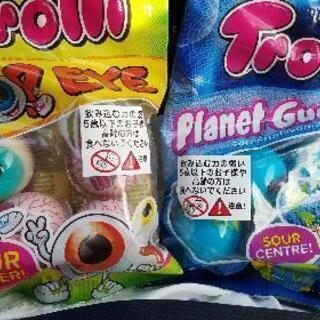 Trolli
EYE
飲み込む力の弱い
5歳以下のお子様や
高齢の方は
食べないでください
注意!
Trolli
Planet Gu
飲み込む力の弱い
5歳以下のお子様や
高齢の方は
食べないでください
注意!
SOUR
CENTRE!